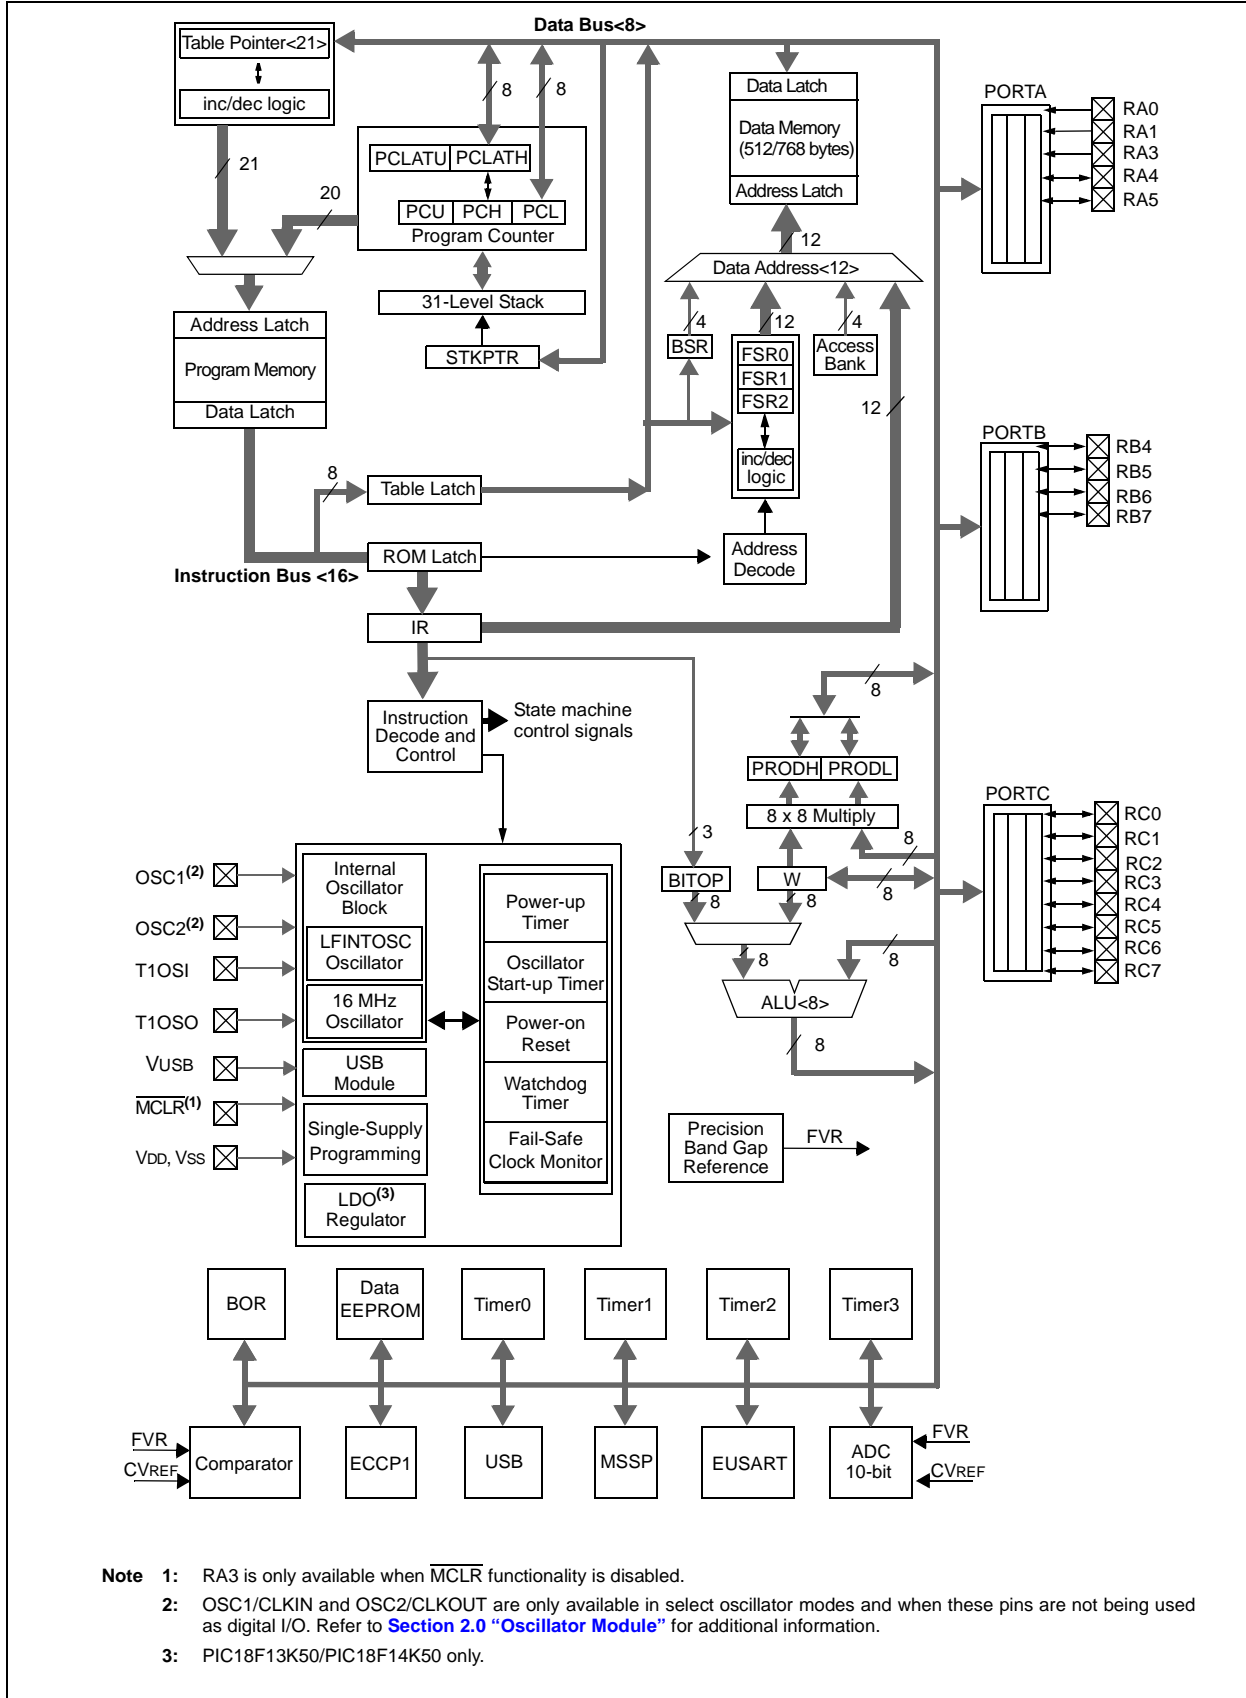 Data Bus<8>
Table Pointer<21>
inc/dec logic
21
20
8
8
PCLATU PCLATH
PCU PCH PCL
Program Counter
31-Level Stack
STKPTR
Data Latch
Data Memory
(512/768 bytes)
Address Latch
12
Data Address<12>
4
12
4
BSR
FSR0
FSR1
FSR2
inc/dec
logic
Access
Bank
12
Address
Decode
Address Latch
Program Memory
Data Latch
8
Table Latch
ROM Latch
Instruction Bus <16>
IR
Instruction
Decode and
Control
State machine
control signals
PORTA
RA0
RA1
RA3
RA4
RA5
PORTB
RB4
RB5
RB6
RB7
PORTC
RC0
RC1
RC2
RC3
RC4
RC5
RC6
RC7
8
PRODH PRODL
8 x 8 Multiply
3
8
BITOP
W
8
8
8
8
8
ALU<8>
8
OSC1(2)
OSC2(2)
T1OSI
T1OSO
VUSB
MCLR(1)
VDD, VSS
Internal
Oscillator
Block
LFINTOSC
Oscillator
16 MHz
Oscillator
USB
Module
Single-Supply
Programming
LDO(3)
Regulator
Power-up
Timer
Oscillator
Start-up Timer
Power-on
Reset
Watchdog
Timer
Fail-Safe
Clock Monitor
Precision
Band Gap
Reference
FVR
BOR
Data
EEPROM
Timer0
Timer1
Timer2
Timer3
FVR
CVREF
Comparator
ECCP1
USB
MSSP
EUSART
ADC
10-bit
FVR
CVREF
Note 1: RA3 is only available when MCLR functionality is disabled.
2: OSC1/CLKIN and OSC2/CLKOUT are only available in select oscillator modes and when these pins are not being used
as digital I/O. Refer to Section 2.0 “Oscillator Module” for additional information.
3: PIC18F13K50/PIC18F14K50 only.